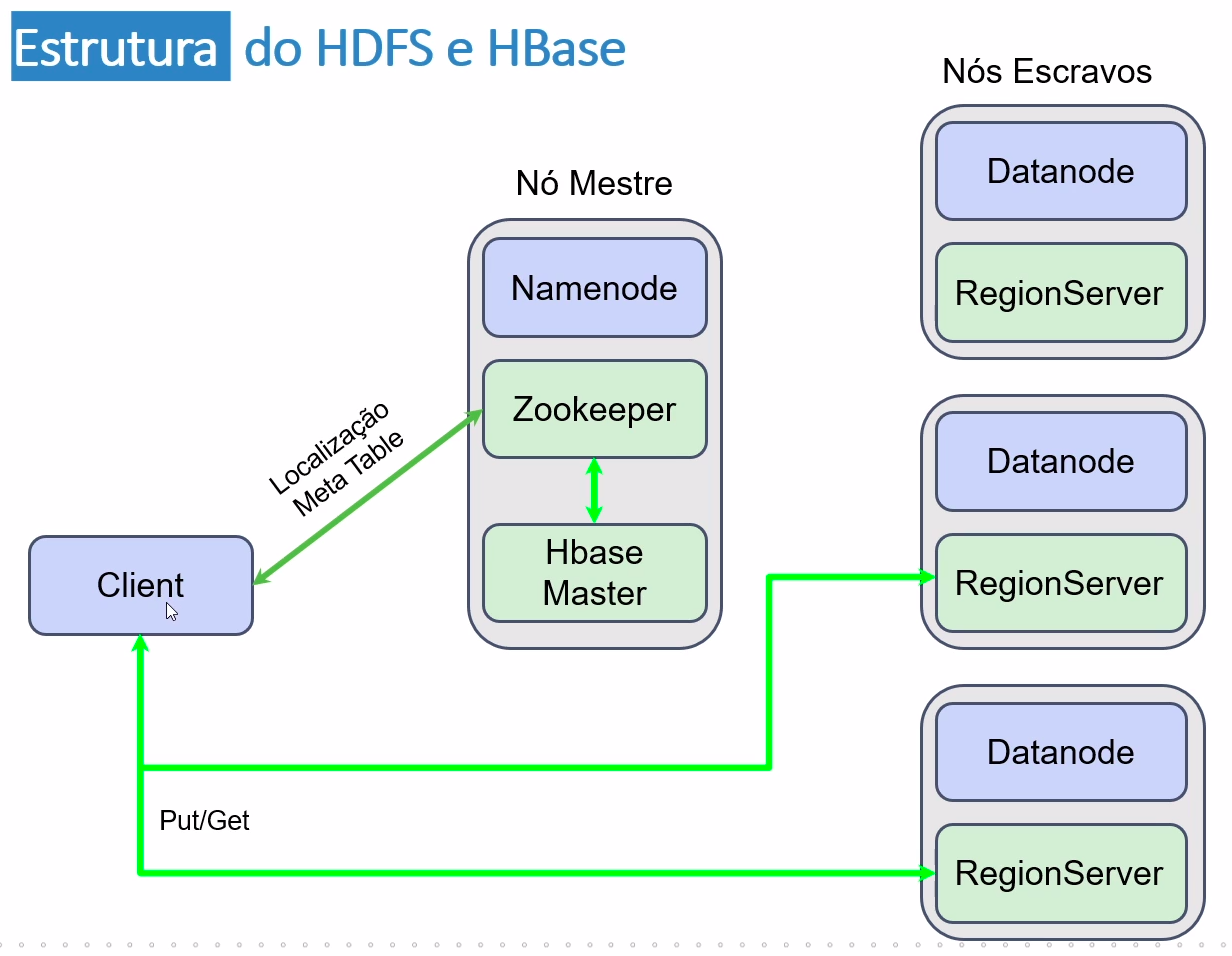 Estrutura do HDFS e HBase
Nós Escravos
Datanode
RegionServer
Nó Mestre
Namenode
Zookeeper
Hbase
Master
Localização
Meta Table
Client
Datanode
RegionServer
Put/Get
Datanode
RegionServer